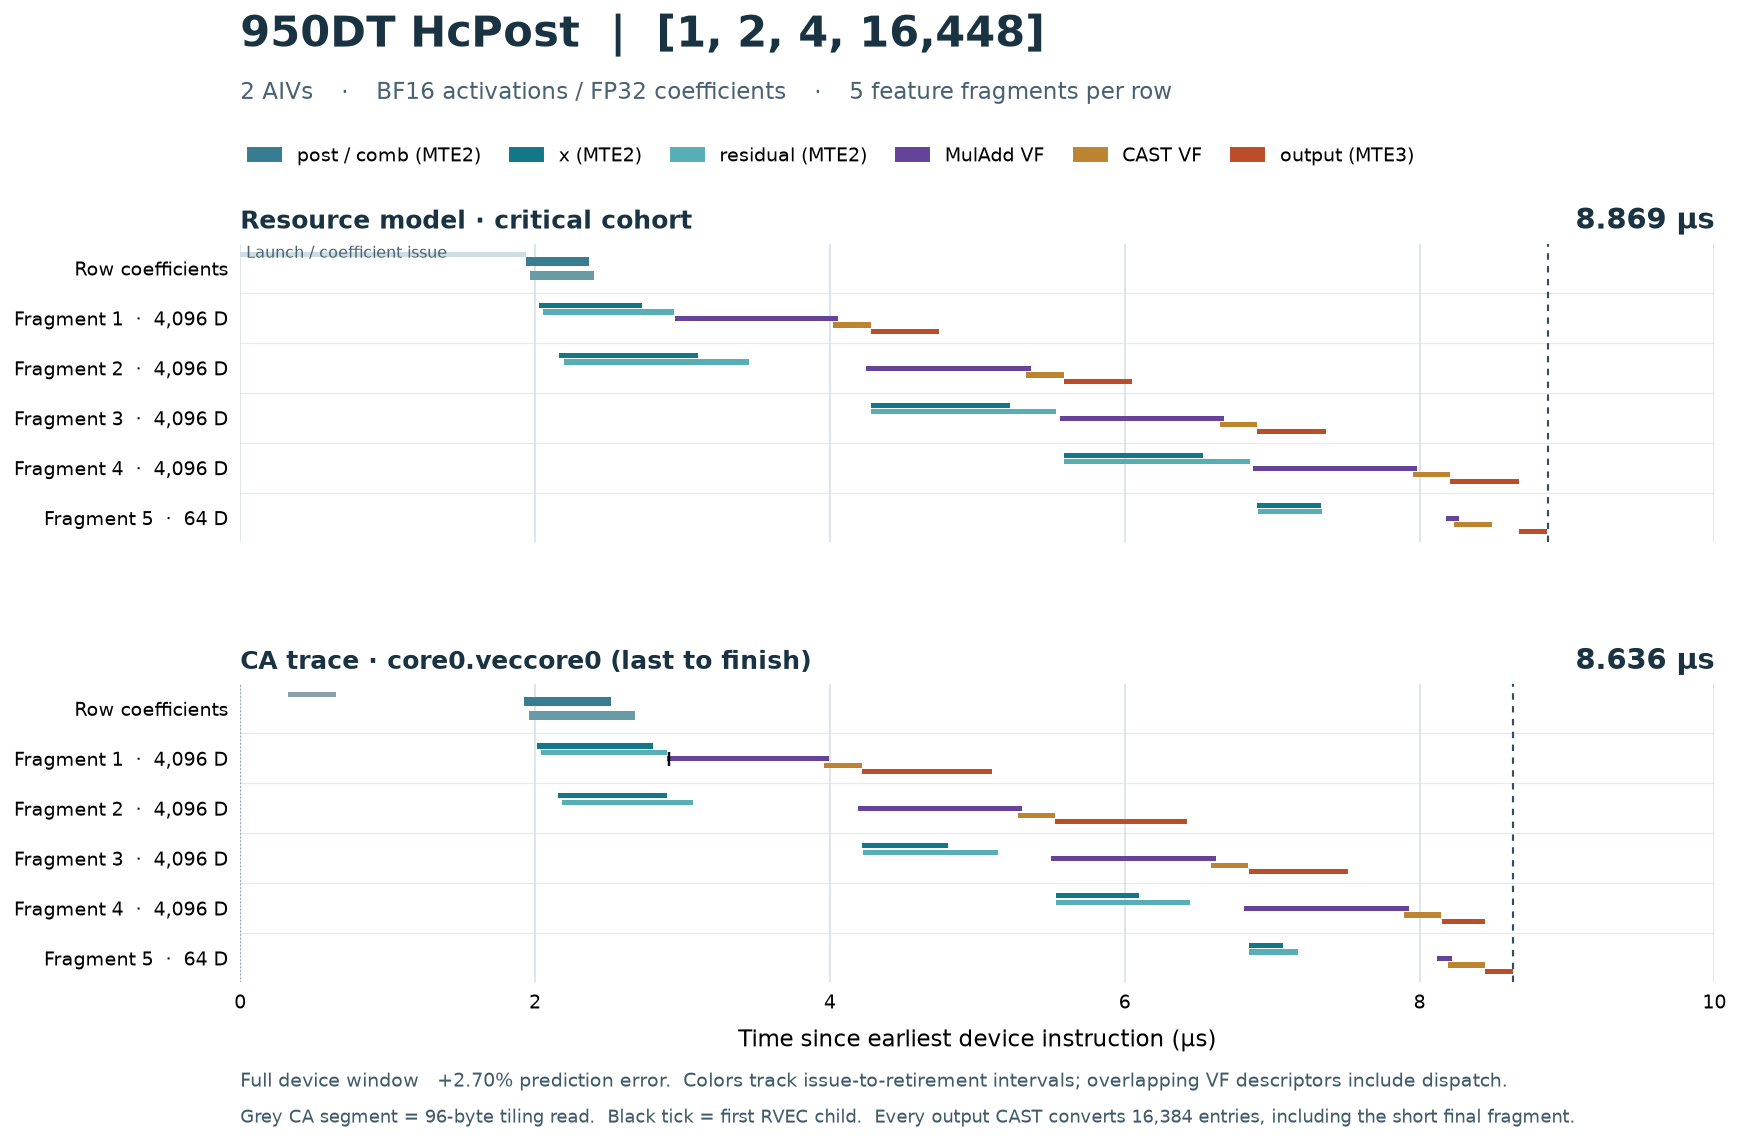 950DT HcPost | [1, 2, 4, 16,448]
2 AIVs · BF16 activations / FP32 coefficients · 5 feature fragments per row
post / comb (MTE2) x (MTE2) residual (MTE2) MulAdd VF CAST VF output (MTE3)
Resource model · critical cohort 8.869 µs
Launch / coefficient issue
Row coefficients
Fragment 1 · 4,096 D
Fragment 2 · 4,096 D
Fragment 3 · 4,096 D
Fragment 4 · 4,096 D
Fragment 5 · 64 D
CA trace · core0.veccore0 (last to finish) 8.636 µs
Row coefficients
Fragment 1 · 4,096 D
Fragment 2 · 4,096 D
Fragment 3 · 4,096 D
Fragment 4 · 4,096 D
Fragment 5 · 64 D
0 2 4 6 8 10
Time since earliest device instruction (µs)
Full device window +2.70% prediction error. Colors track issue-to-retirement intervals; overlapping VF descriptors include dispatch.
Grey CA segment = 96-byte tiling read. Black tick = first RVEC child. Every output CAST converts 16,384 entries, including the short final fragment.